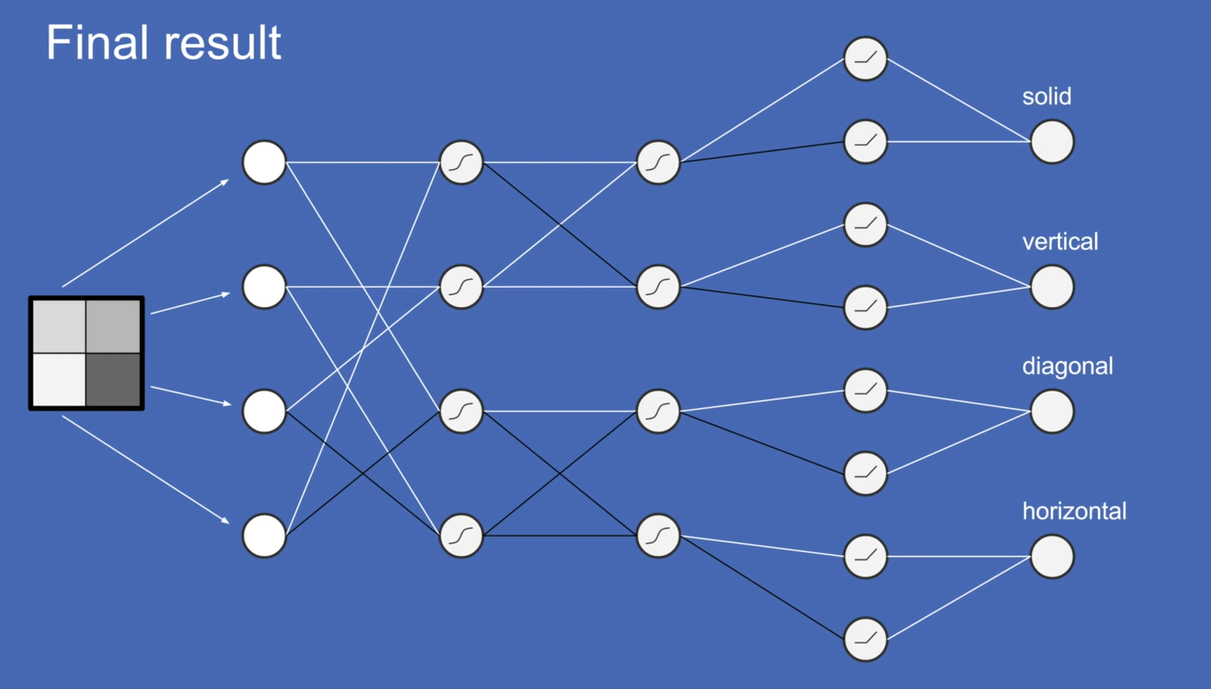 Final result
solid
vertical
diagonal
horizontal